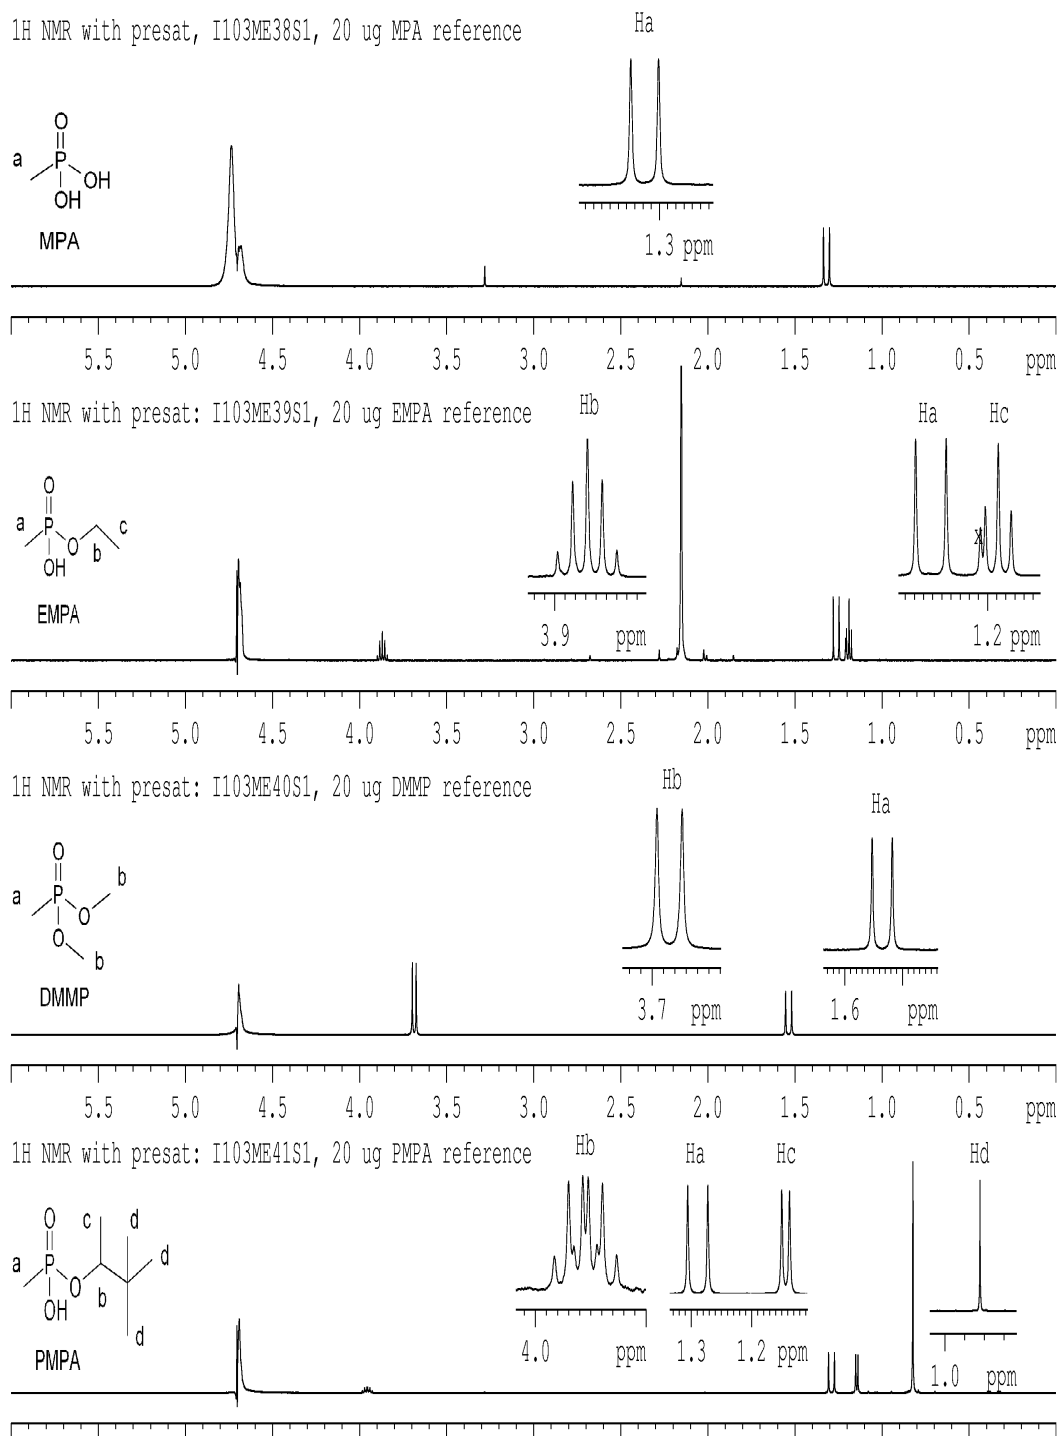 1H NMR with presat, I103ME38S1, 20 ug MPA reference
Ha
O
a P
OH
OH
MPA
1.3 ppm
5.5 5.0 4.5 4.0 3.5 3.0 2.5 2.0 1.5 1.0 0.5 ppm
1H NMR with presat: I103ME39S1, 20 ug EMPA reference
Hb Ha Hc
O
a P c
O b
OH
EMPA
x
3.9 ppm 1.2 ppm
5.5 5.0 4.5 4.0 3.5 3.0 2.5 2.0 1.5 1.0 0.5 ppm
1H NMR with presat: I103ME40S1, 20 ug DMMP reference
Hb Ha
O
a P b
O
O b
DMMP
3.7 ppm 1.6 ppm
5.5 5.0 4.5 4.0 3.5 3.0 2.5 2.0 1.5 1.0 0.5 ppm
1H NMR with presat: I103ME41S1, 20 ug PMPA reference
Hb Ha Hc Hd
O c d
a P d
O b
OH d
PMPA
4.0 ppm 1.3 1.2 ppm 1.0 ppm